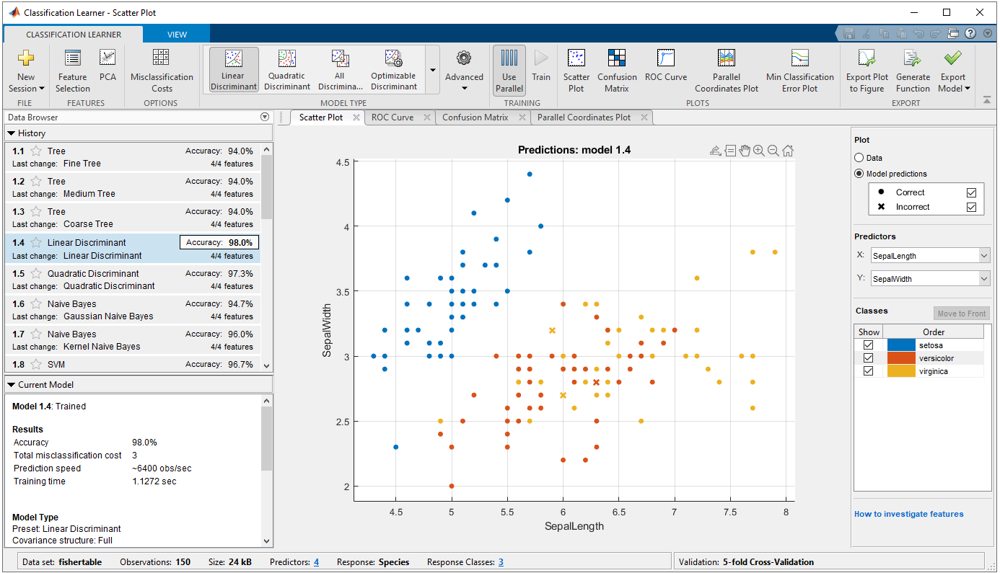 Classification Learner - Scatter Plot
CLASSIFICATION LEARNER VIEW
New Session
Feature Selection
PCA
Misclassification Costs
Linear Discriminant
Quadratic Discriminant
All Discrimina...
Optimizable Discriminant
Advanced
Use Parallel
Train
Scatter Plot
Confusion Matrix
ROC Curve
Parallel Coordinates Plot
Min Classification Error Plot
Export Plot to Figure
Generate Function
Export Model
FILE FEATURES OPTIONS MODEL TYPE TRAINING PLOTS EXPORT
Data Browser
History
1.1 Tree Accuracy: 94.0%
Last change: Fine Tree 4/4 features
1.2 Tree Accuracy: 94.0%
Last change: Medium Tree 4/4 features
1.3 Tree Accuracy: 94.0%
Last change: Coarse Tree 4/4 features
1.4 Linear Discriminant Accuracy: 98.0%
Last change: Linear Discriminant 4/4 features
1.5 Quadratic Discriminant Accuracy: 97.3%
Last change: Quadratic Discriminant 4/4 features
1.6 Naive Bayes Accuracy: 94.7%
Last change: Gaussian Naive Bayes 4/4 features
1.7 Naive Bayes Accuracy: 96.0%
Last change: Kernel Naive Bayes 4/4 features
1.8 SVM Accuracy: 96.7%
Current Model
Model 1.4: Trained
Results
Accuracy 98.0%
Total misclassification cost 3
Prediction speed ~6400 obs/sec
Training time 1.1272 sec
Model Type
Preset: Linear Discriminant
Covariance structure: Full
Scatter Plot ROC Curve Confusion Matrix Parallel Coordinates Plot
Predictions: model 1.4
4.5
4
3.5
3
2.5
2
SepalWidth
4.5 5 5.5 6 6.5 7 7.5 8
SepalLength
Plot
Data
Model predictions
Correct
Incorrect
Predictors
X: SepalLength
Y: SepalWidth
Classes Move to Front
Show Order
setosa
versicolor
virginica
How to investigate features
Data set: fishertable Observations: 150 Size: 24 kB Predictors: 4 Response: Species Response Classes: 3 Validation: 5-fold Cross-Validation